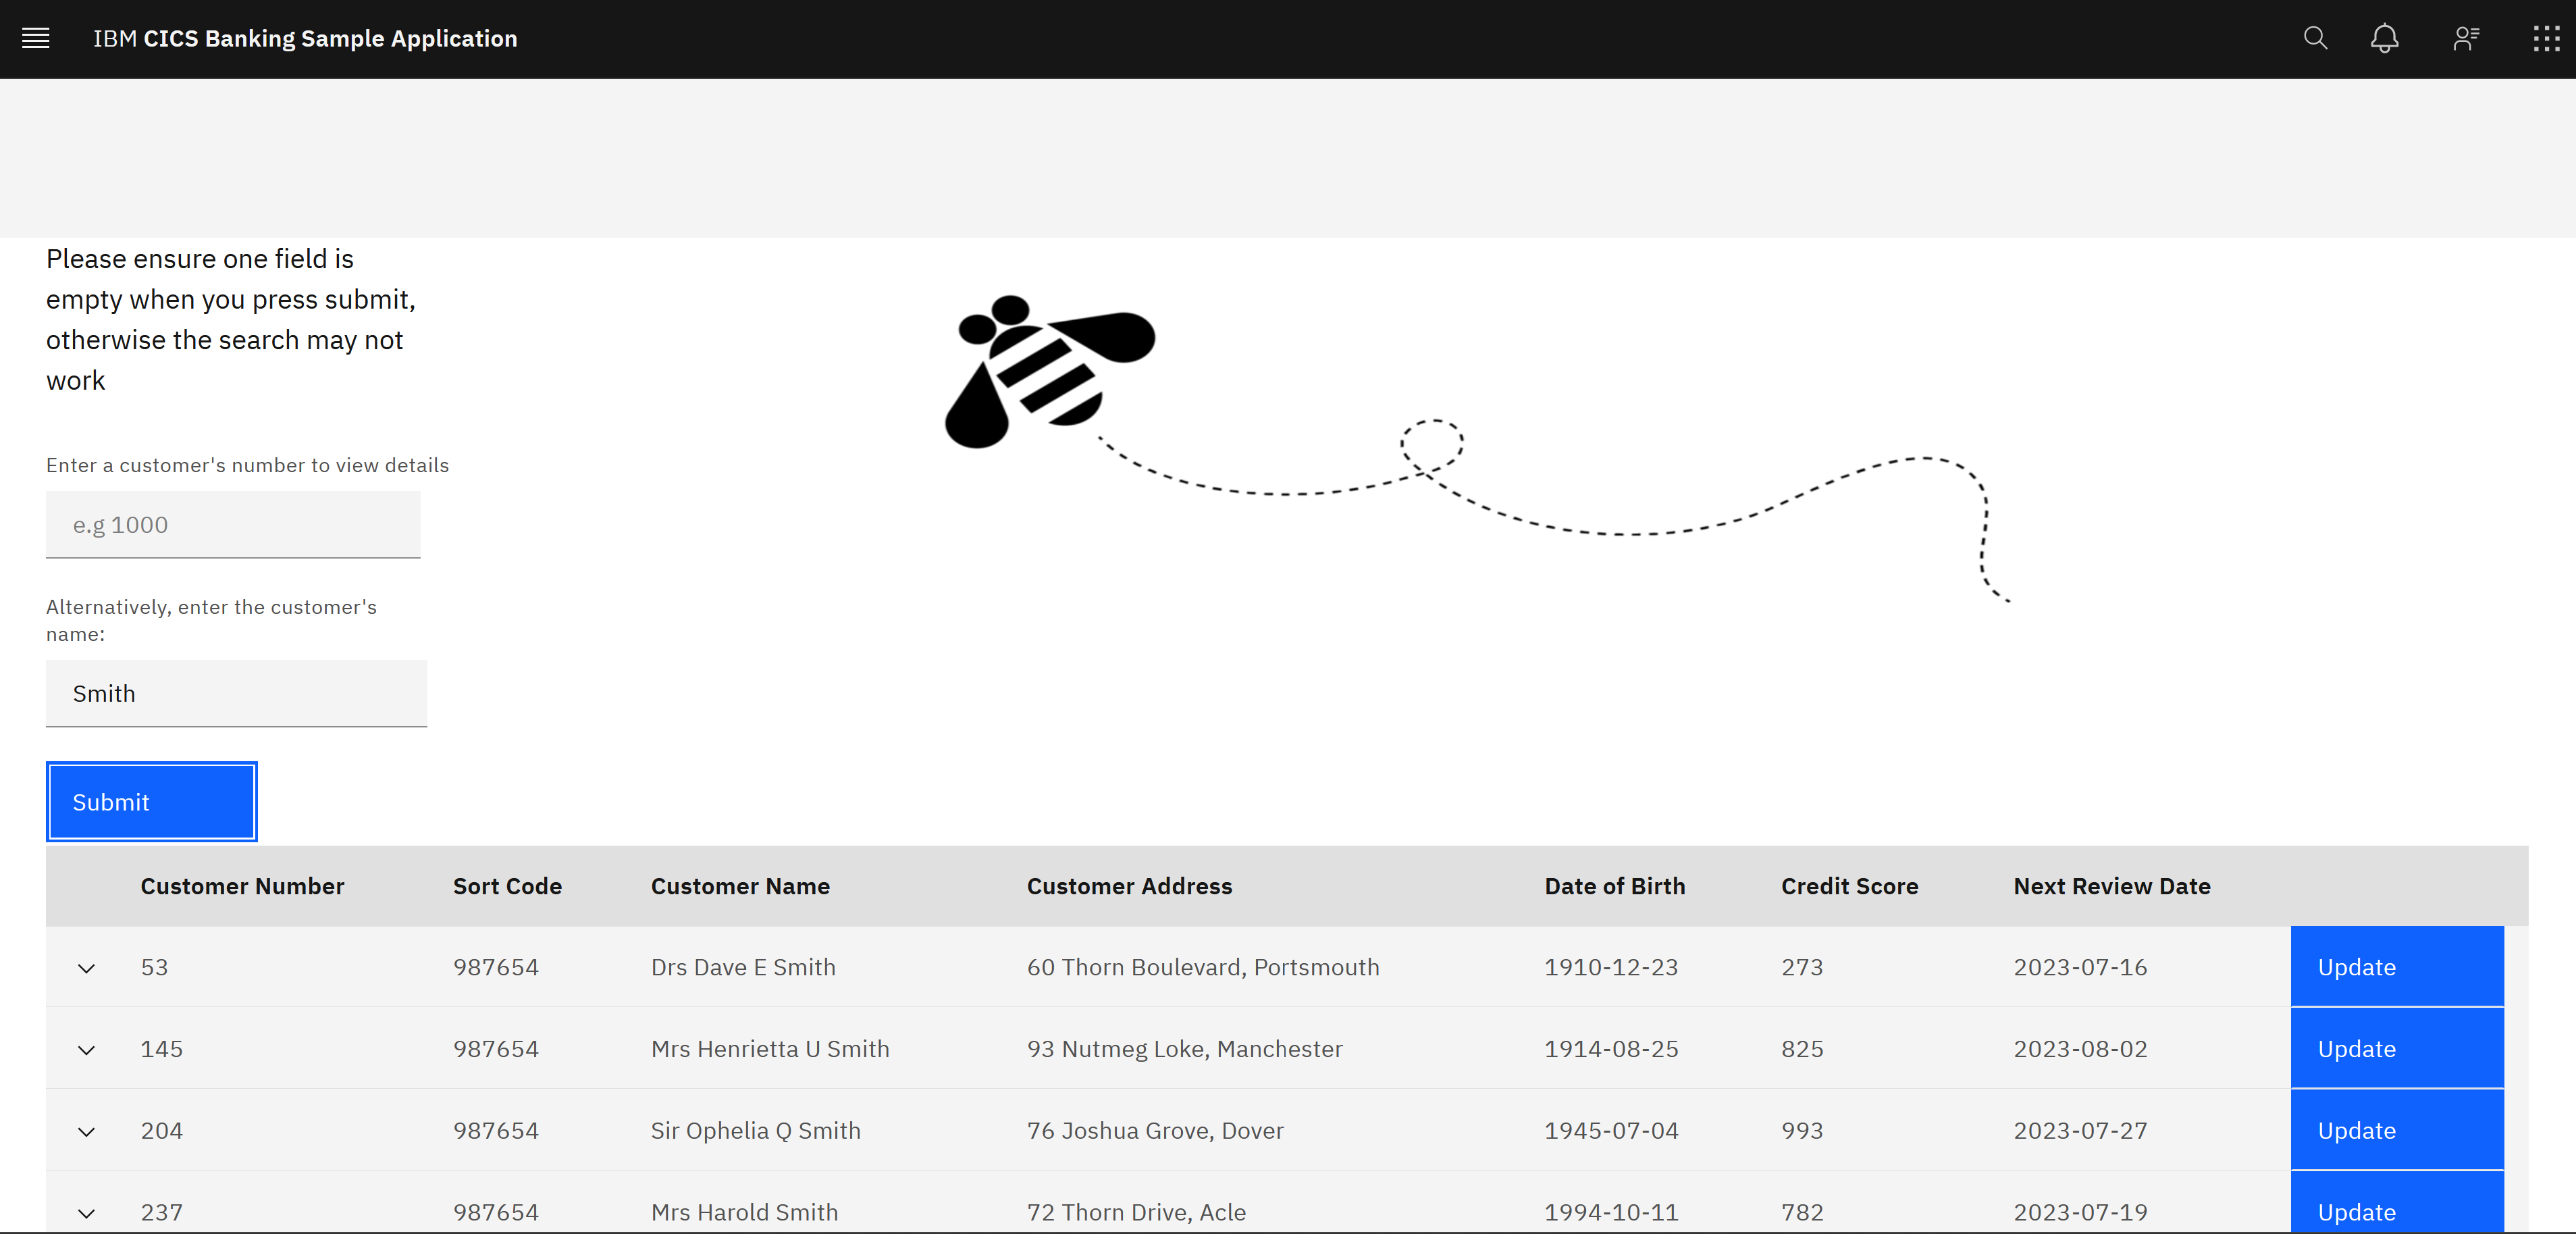 IBM CICS Banking Sample Application
Please ensure one field is
empty when you press submit,
otherwise the search may not
work
Enter a customer's number to view details
e.g 1000
Alternatively, enter the customer's
name:
Smith
Submit
Customer Number Sort Code Customer Name Customer Address Date of Birth Credit Score Next Review Date
53 987654 Drs Dave E Smith 60 Thorn Boulevard, Portsmouth 1910-12-23 273 2023-07-16 Update
145 987654 Mrs Henrietta U Smith 93 Nutmeg Loke, Manchester 1914-08-25 825 2023-08-02 Update
204 987654 Sir Ophelia Q Smith 76 Joshua Grove, Dover 1945-07-04 993 2023-07-27 Update
237 987654 Mrs Harold Smith 72 Thorn Drive, Acle 1994-10-11 782 2023-07-19 Update